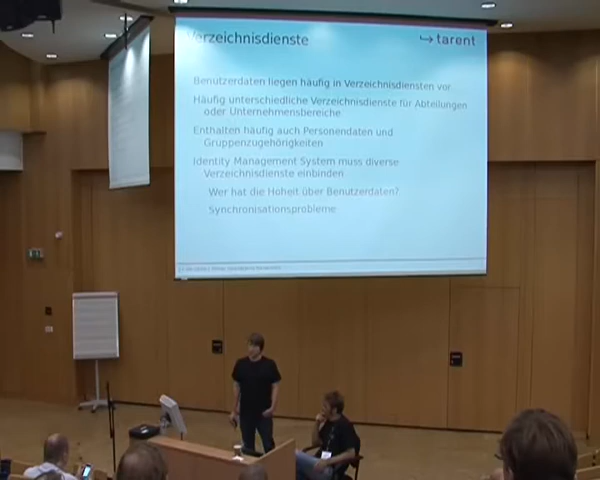 Verzeichnisdienste
tarent
Benutzerdaten liegen häufig in Verzeichnisdiensten vor
Häufig unterschiedliche Verzeichnisdienste für Abteilungen
oder Unternehmensbereiche
Enthalten häufig auch Personendaten und
Gruppenzugehörigkeiten
Identity Management System muss diverse
Verzeichnisdienste einbinden
Wer hat die Hoheit über Benutzerdaten?
Synchronisationsprobleme